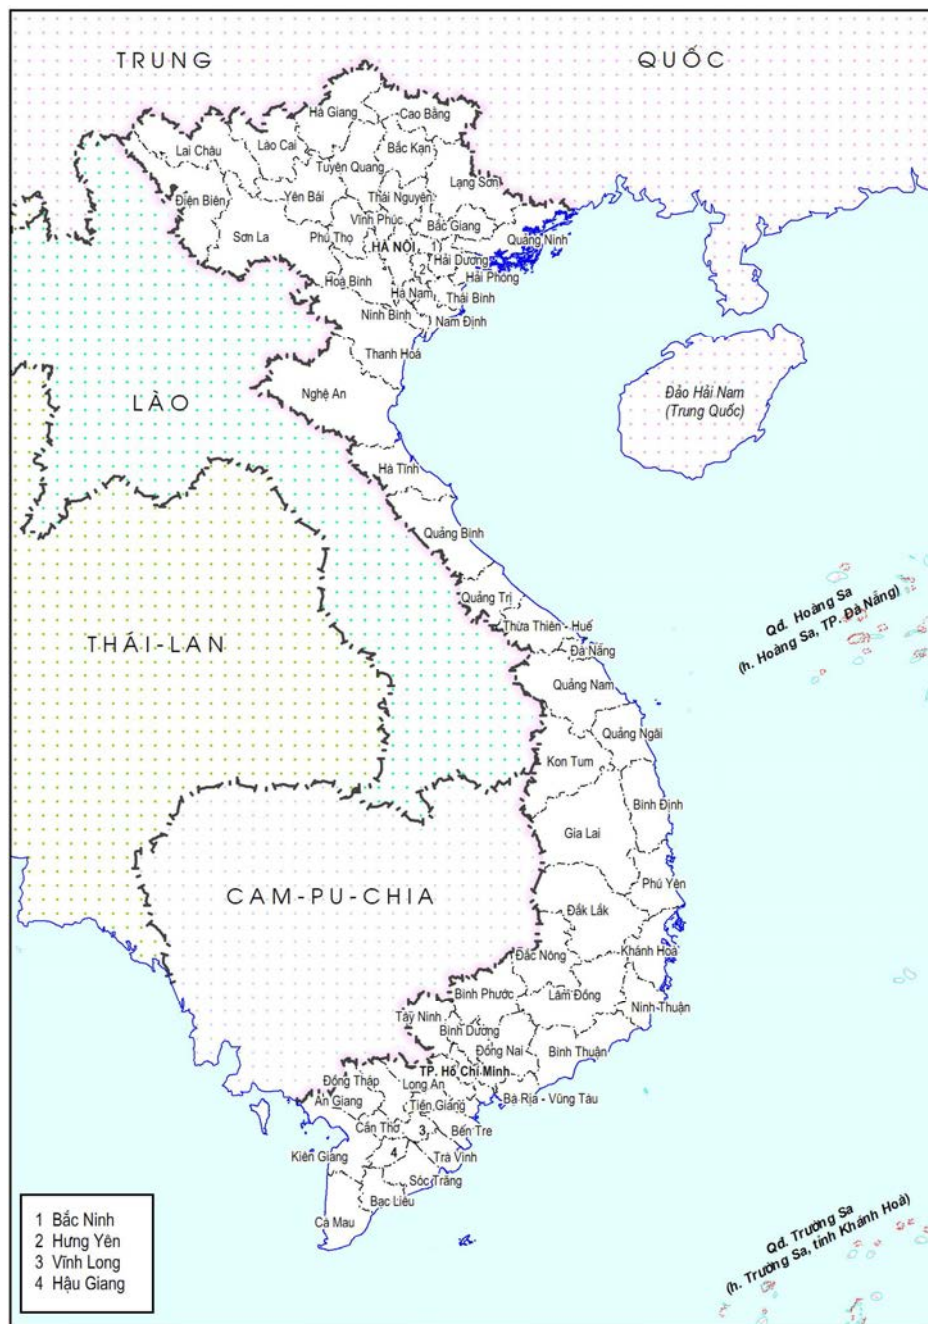 TRUNG QUỐC
Hà Giang
Cao Bằng
Lai Châu
Lào Cai
Bắc Kạn
Tuyên Quang
Lạng Sơn
Điện Biên
Yên Bái
Thái Nguyên
Vĩnh Phúc
Bắc Giang
Sơn La
Phú Thọ
HÀ NỘI
1
Quảng Ninh
Hải Dương
2
Hải Phòng
Hoà Bình
Hà Nam
Thái Bình
Ninh Bình
Nam Định
Thanh Hoá
Nghệ An
LÀO
Đảo Hải Nam
(Trung Quốc)
Hà Tĩnh
Quảng Bình
Quảng Trị
Qđ. Hoàng Sa
(h. Hoàng Sa, TP. Đà Nẵng)
Thừa Thiên - Huế
THÁI-LAN
Đà Nẵng
Quảng Nam
Quảng Ngãi
Kon Tum
Bình Định
Gia Lai
Phú Yên
CAM-PU-CHIA
Đắk Lắk
Khánh Hoà
Đắc Nông
Bình Phước
Lâm Đồng
Ninh Thuận
Tây Ninh
Bình Dương
Đồng Nai
Bình Thuận
TP. Hồ Chí Minh
Đồng Tháp
Long An
An Giang
Tiền Giang
Bà Rịa - Vũng Tàu
Cần Thơ
3
Bến Tre
Kiên Giang
4
Trà Vinh
Sóc Trăng
Bạc Liêu
Cà Mau
Qđ. Trường Sa
(h. Trường Sa, tỉnh Khánh Hoà)
1 Bắc Ninh
2 Hưng Yên
3 Vĩnh Long
4 Hậu Giang